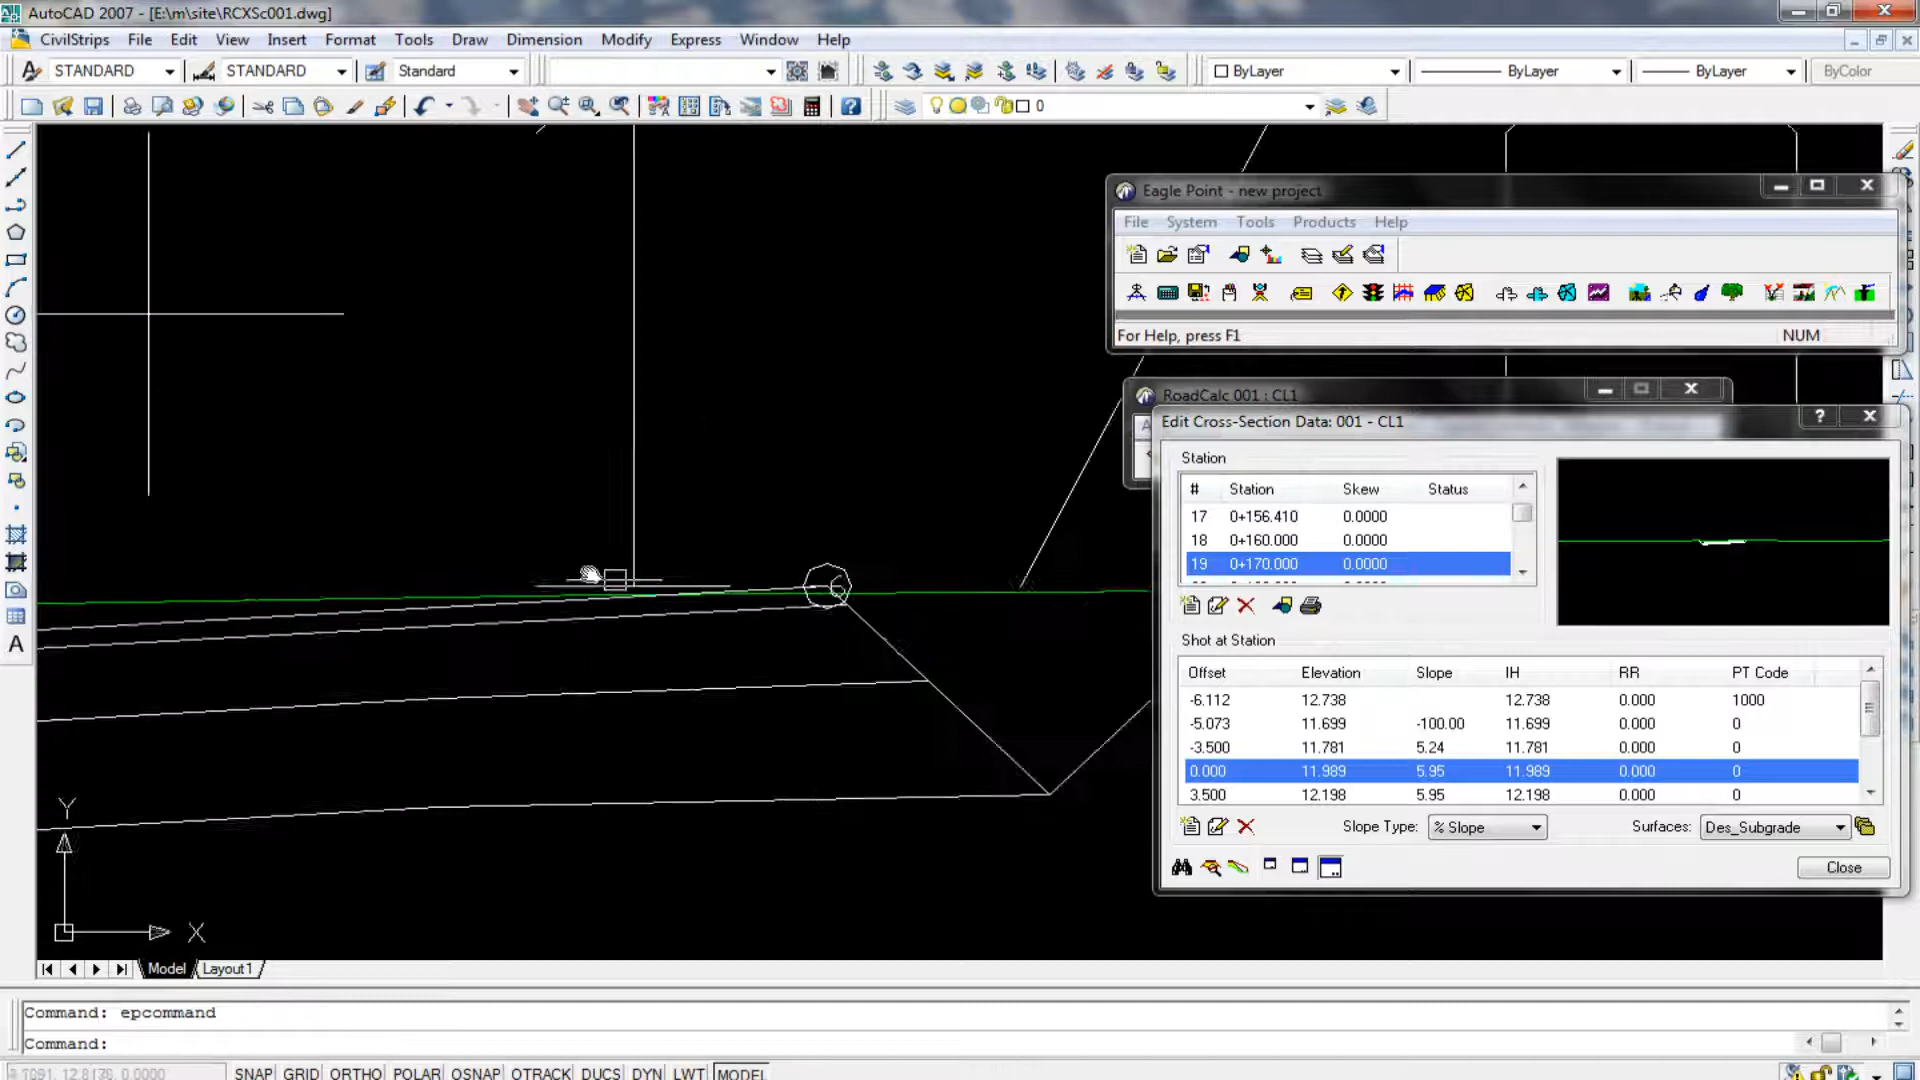 AutoCAD 2007 - [E:\m\site\RCXSc001.dwg]
CivilStrips File Edit View Insert Format Tools Draw Dimension Modify Express Window Help
STANDARD STANDARD Standard ByLayer ByLayer ByLayer ByColor
0
Eagle Point - new project
File System Tools Products Help
For Help, press F1 NUM
RoadCalc 001 : CL1
Edit Cross-Section Data: 001 - CL1
Station
# Station Skew Status
17 0+156.410 0.0000
18 0+160.000 0.0000
19 0+170.000 0.0000
Shot at Station
Offset Elevation Slope IH RR PT Code
-6.112 12.738 12.738 0.000 1000
-5.073 11.699 -100.00 11.699 0.000 0
-3.500 11.781 5.24 11.781 0.000 0
0.000 11.989 5.95 11.989 0.000 0
3.500 12.198 5.95 12.198 0.000 0
Slope Type: % Slope Surfaces: Des_Subgrade
Close
Y
X
Model Layout1
Command: epcommand
Command:
SNAP GRID ORTHO POLAR OSNAP OTRACK DUCS DYN LWT MODEL